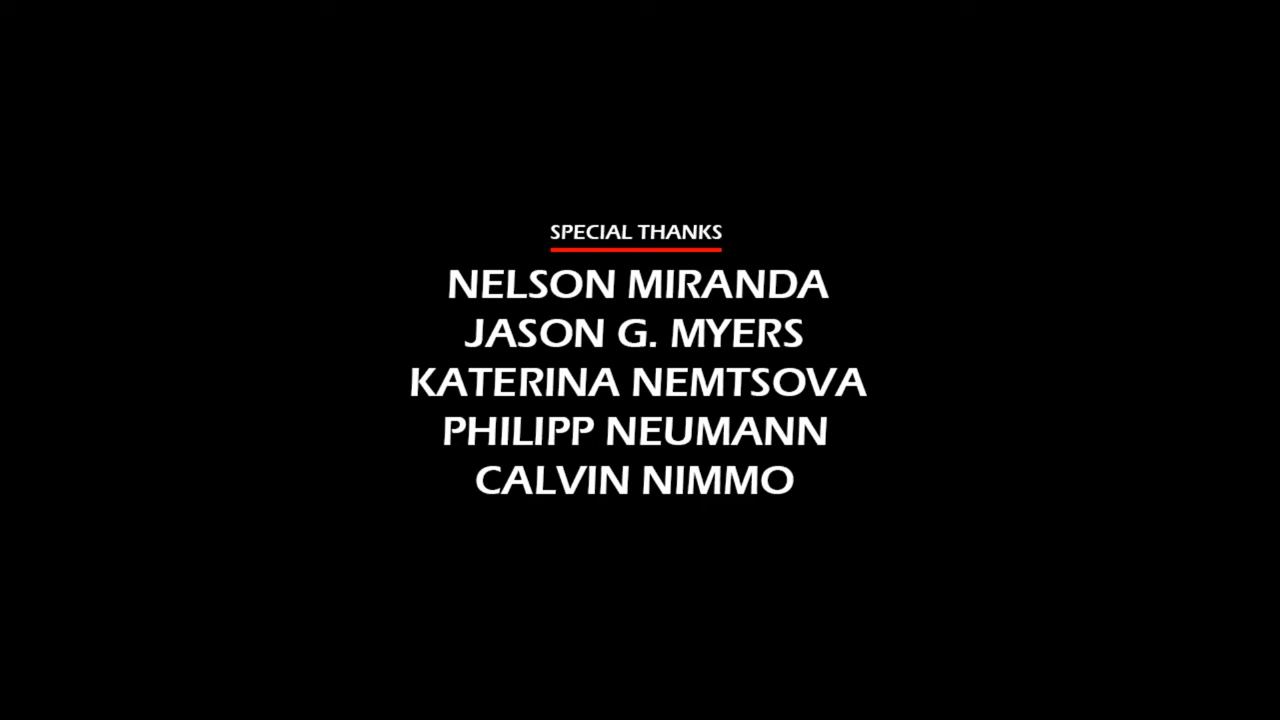 SPECIAL THANKS
NELSON MIRANDA
JASON G. MYERS
KATERINA NEMTSOVA
PHILIPP NEUMANN
CALVIN NIMMO